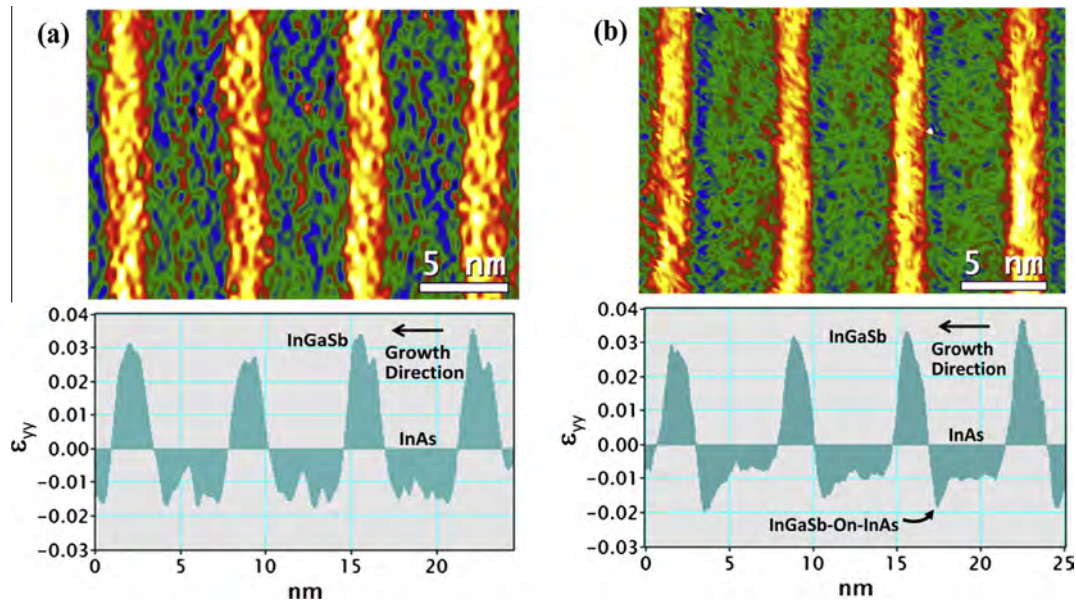 (a)
5 nm
0.04
0.03
0.02
0.01
0.00
−0.01
−0.02
−0.03
εyy
InGaSb
Growth
Direction
InAs
0
5
10
15
20
nm
(b)
5 nm
0.04
0.03
0.02
0.01
0.00
−0.01
−0.02
−0.03
εyy
InGaSb
Growth
Direction
InAs
InGaSb-On-InAs
0
5
10
15
20
25
nm